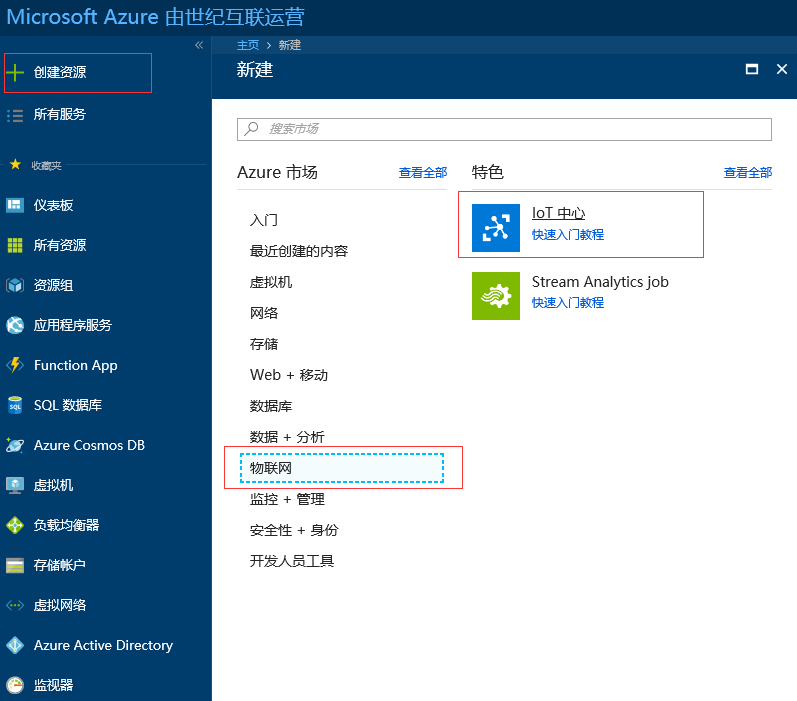 Microsoft Azure 由世纪互联运营
«
创建资源
所有服务
收藏夹
仪表板
所有资源
资源组
应用程序服务
Function App
SQL 数据库
Azure Cosmos DB
虚拟机
负载均衡器
存储帐户
虚拟网络
Azure Active Directory
监视器
主页 > 新建
新建
搜索市场
Azure 市场 查看全部
入门
最近创建的内容
虚拟机
网络
存储
Web + 移动
数据库
数据 + 分析
物联网
监控 + 管理
安全性 + 身份
开发人员工具
特色 查看全部
IoT 中心
快速入门教程
Stream Analytics job
快速入门教程